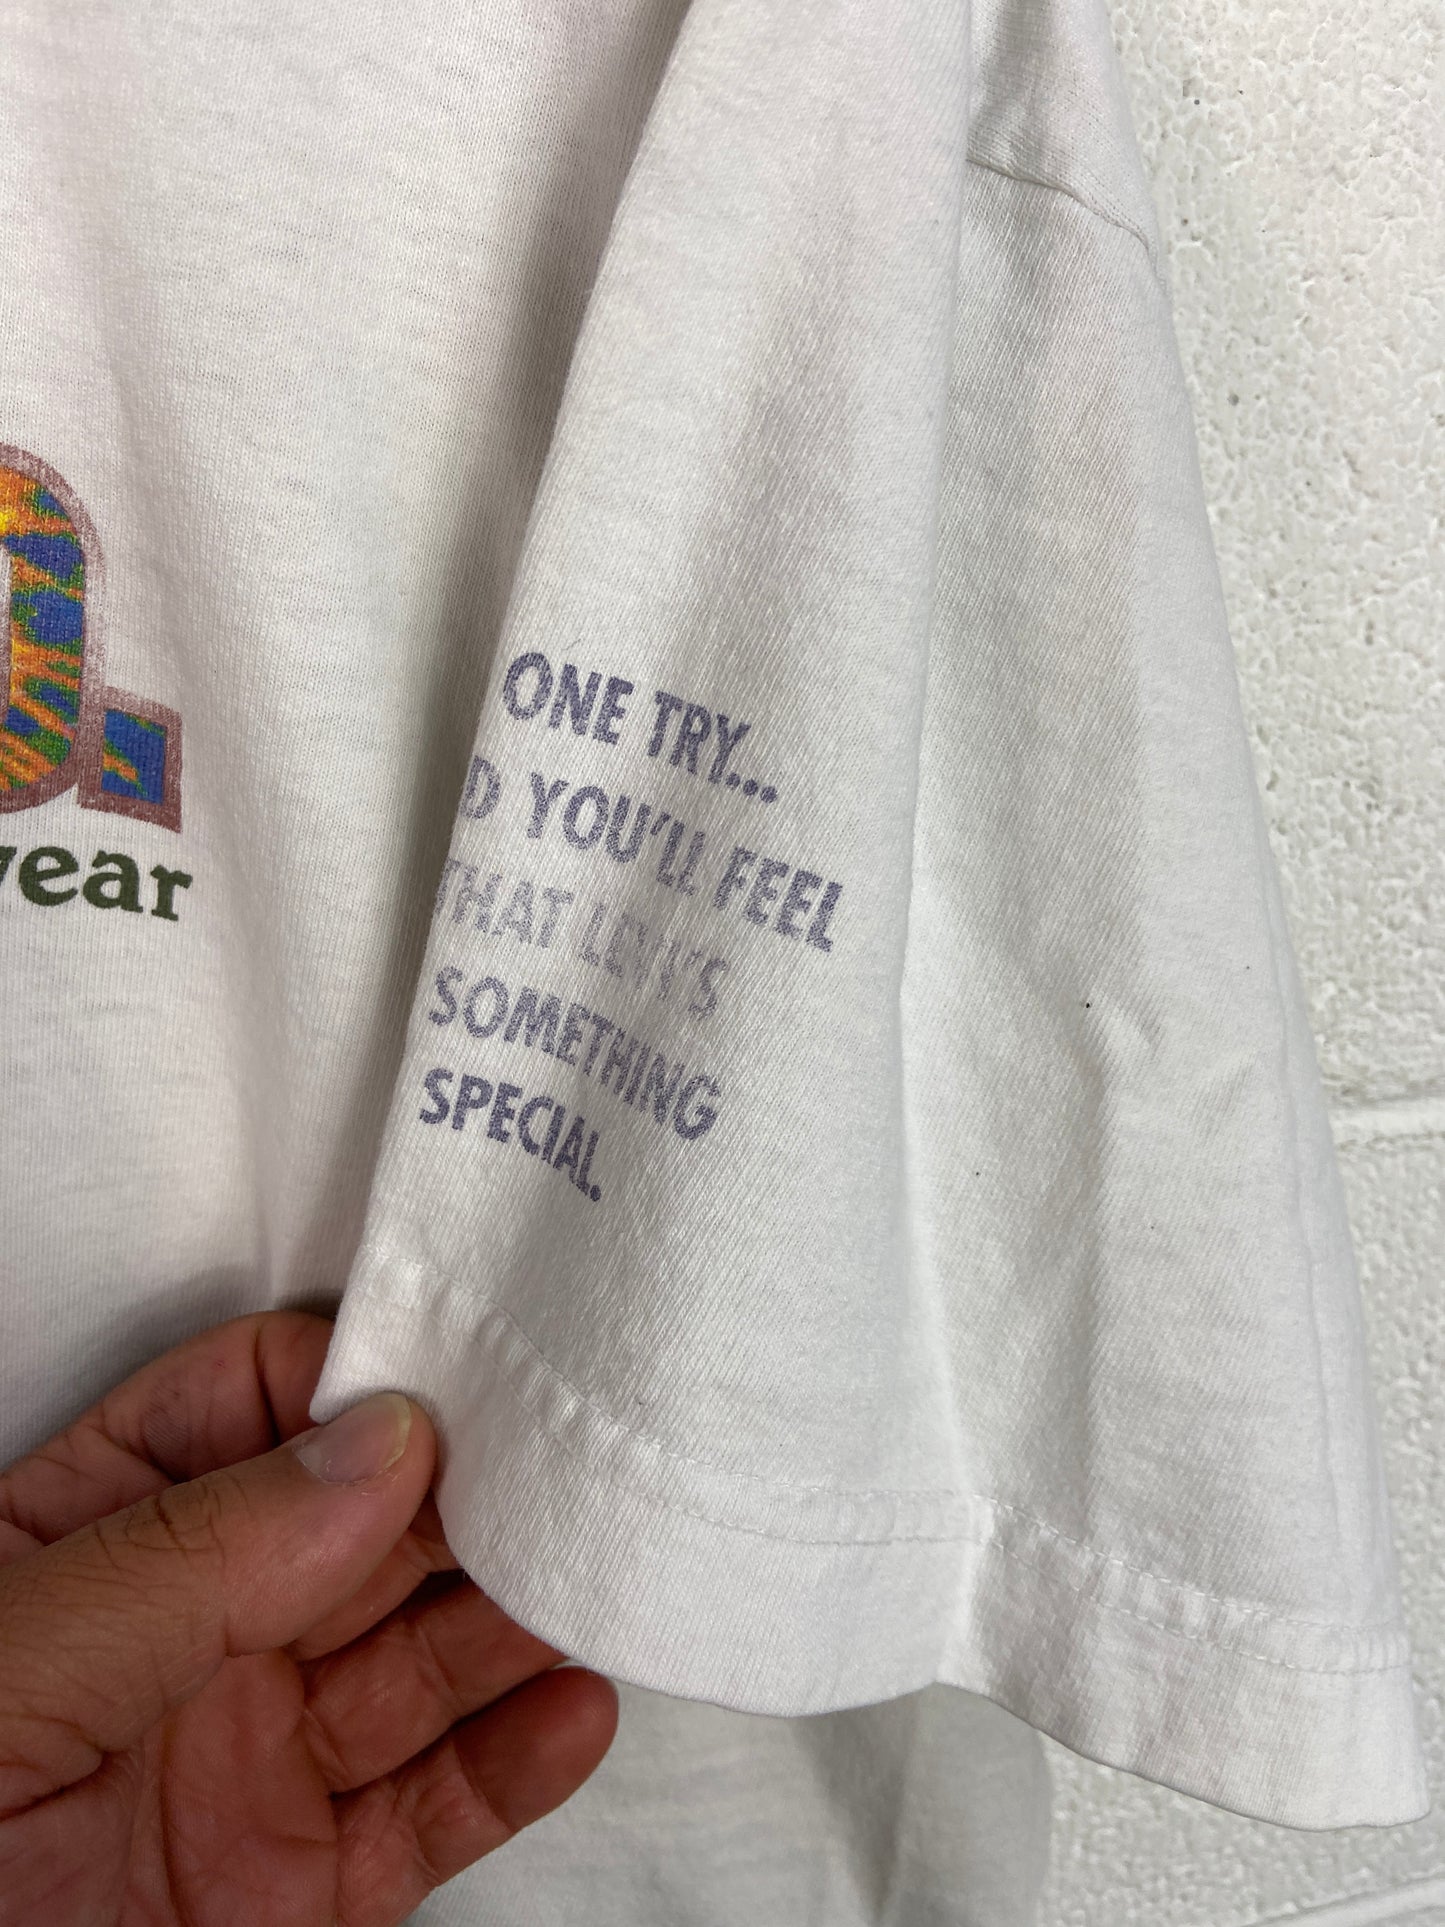 ONE TRY...
D YOU'LL FEEL
THAT LEVI'S
SOMETHING
SPECIAL.
wear